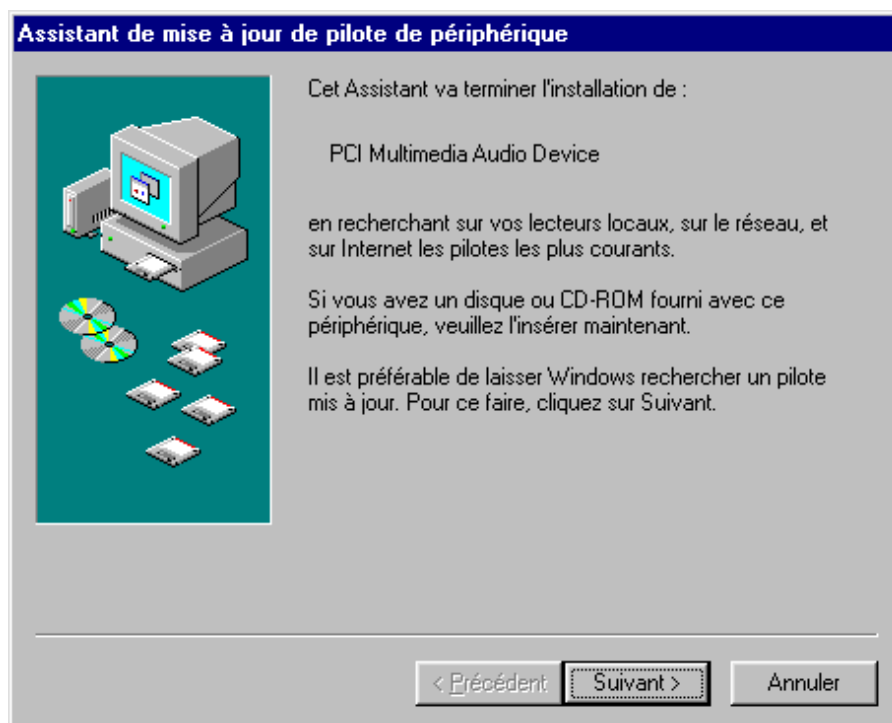 Assistant de mise à jour de pilote de périphérique
Cet Assistant va terminer l'installation de :
PCI Multimedia Audio Device
en recherchant sur vos lecteurs locaux, sur le réseau, et
sur Internet les pilotes les plus courants.
Si vous avez un disque ou CD-ROM fourni avec ce
périphérique, veuillez l'insérer maintenant.
Il est préférable de laisser Windows rechercher un pilote
mis à jour. Pour ce faire, cliquez sur Suivant.
< Précédent
Suivant >
Annuler